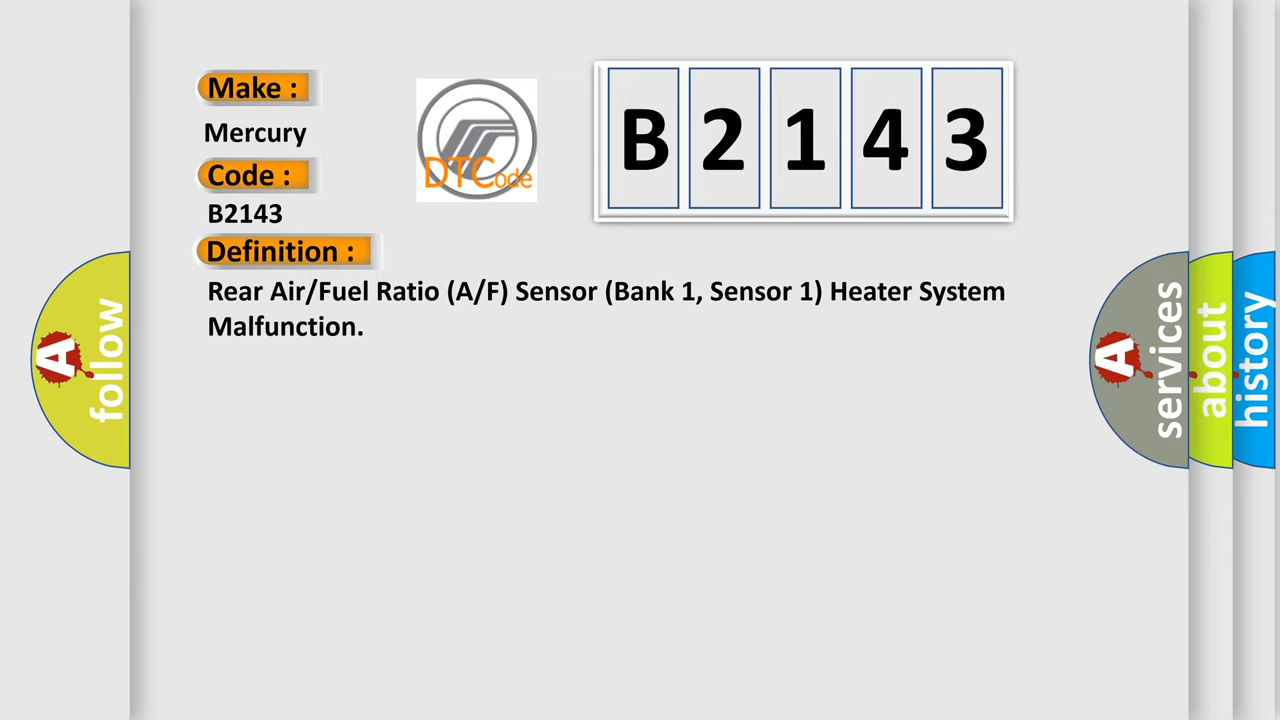 Make :
Mercury
Code :
B2143
Definition :
Rear Air/Fuel Ratio (A/F) Sensor (Bank 1, Sensor 1) Heater System
Malfunction.
DTCode
B 2 1 4 3
A follow
A services
about
history